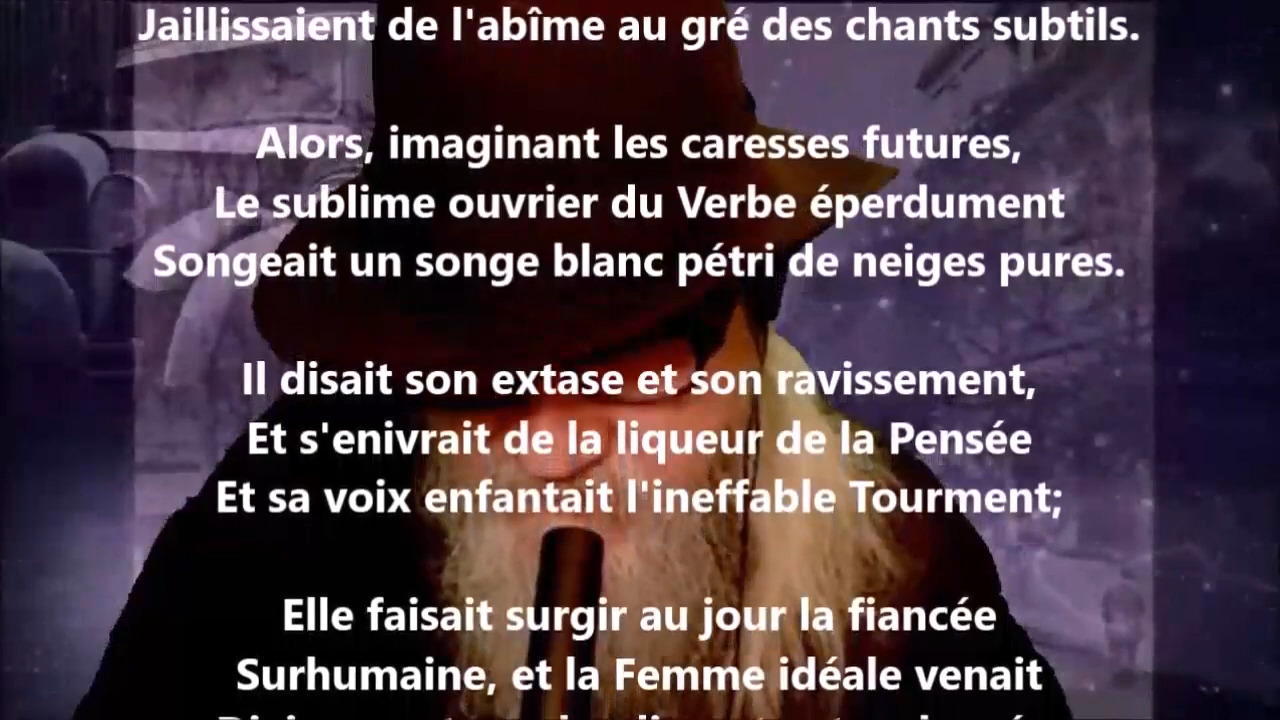 Jaillissaient de l'abîme au gré des chants subtils.
Alors, imaginant les caresses futures,
Le sublime ouvrier du Verbe éperdument
Songeait un songe blanc pétri de neiges pures.
Il disait son extase et son ravissement,
Et s'enivrait de la liqueur de la Pensée
Et sa voix enfantait l'ineffable Tourment;
Elle faisait surgir au jour la fiancée
Surhumaine, et la Femme idéale venait